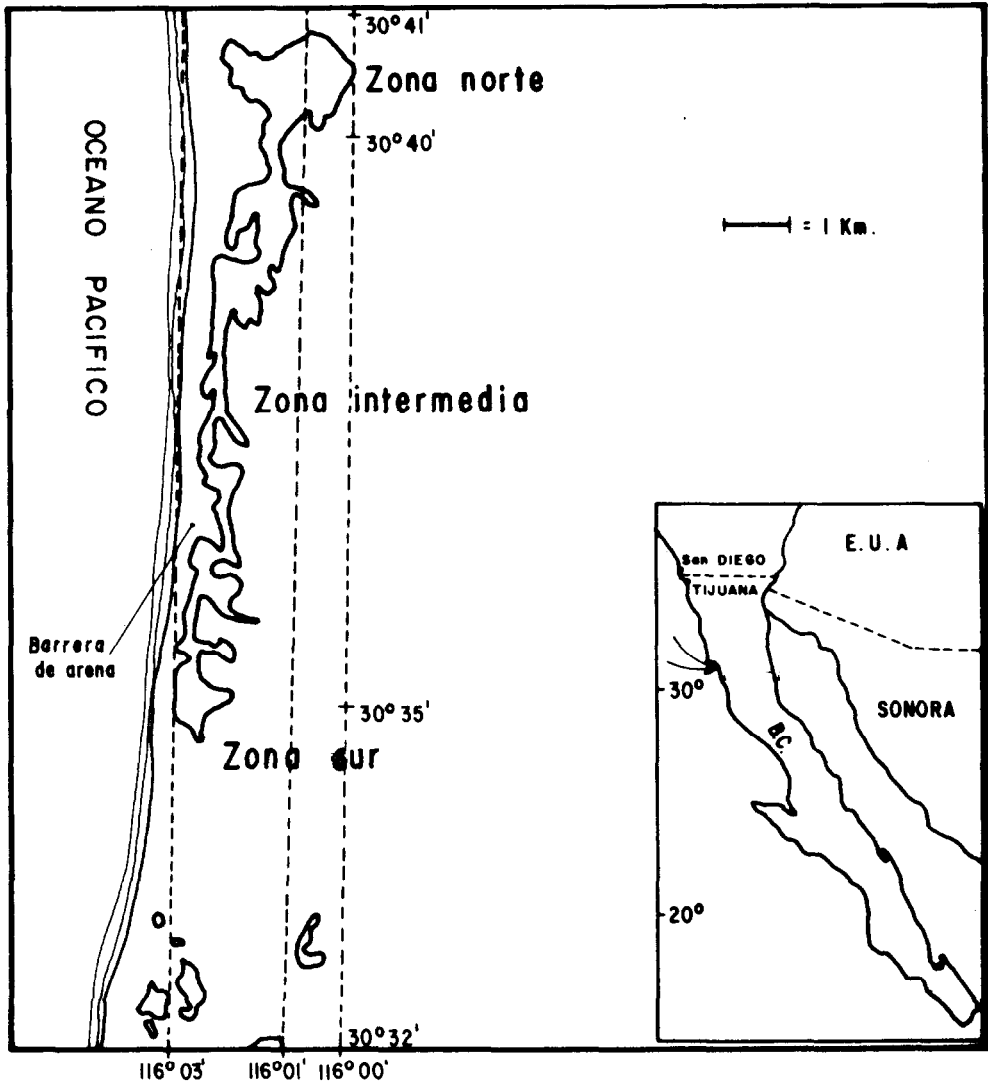 30°41'
Zona norte
30°40'
OCEANO PACIFICO
= 1 Km.
Zona intermedia
Barrera
de arena
30°35'
Zona sur
30°32'
116°03' 116°01' 116°00'
E.U.A
San DIEGO
TIJUANA
30°
SONORA
B.C.
20°